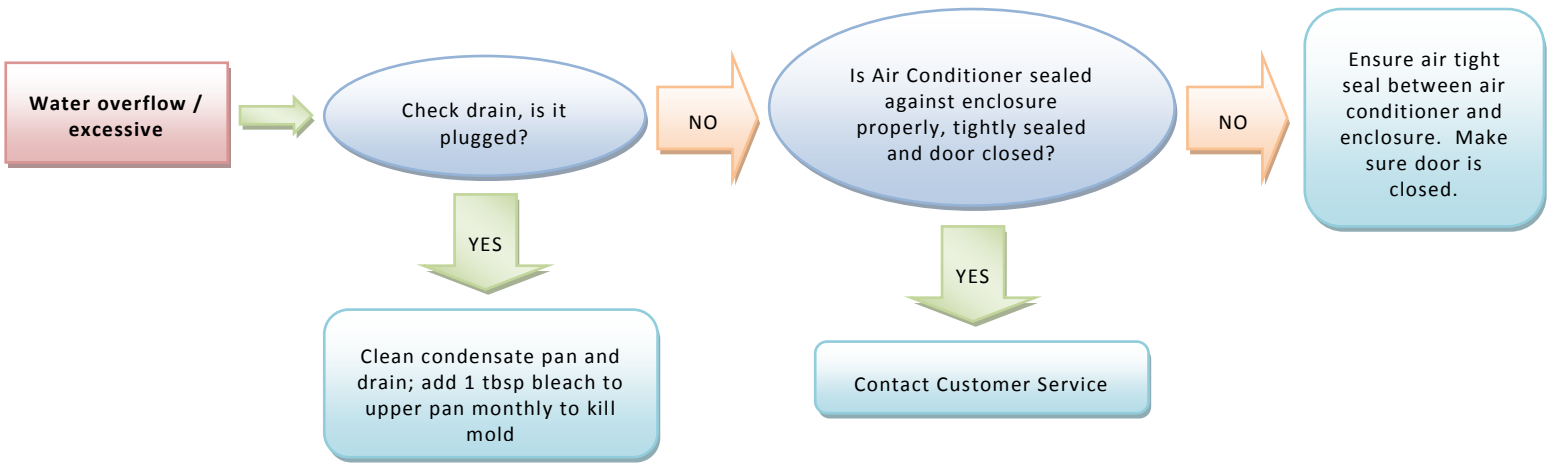 Water overflow /
excessive
Check drain, is it
plugged?
YES
Clean condensate pan and
drain; add 1 tbsp bleach to
upper pan monthly to kill
mold
NO
Is Air Conditioner sealed
against enclosure
properly, tightly sealed
and door closed?
YES
Contact Customer Service
NO
Ensure air tight
seal between air
conditioner and
enclosure. Make
sure door is
closed.